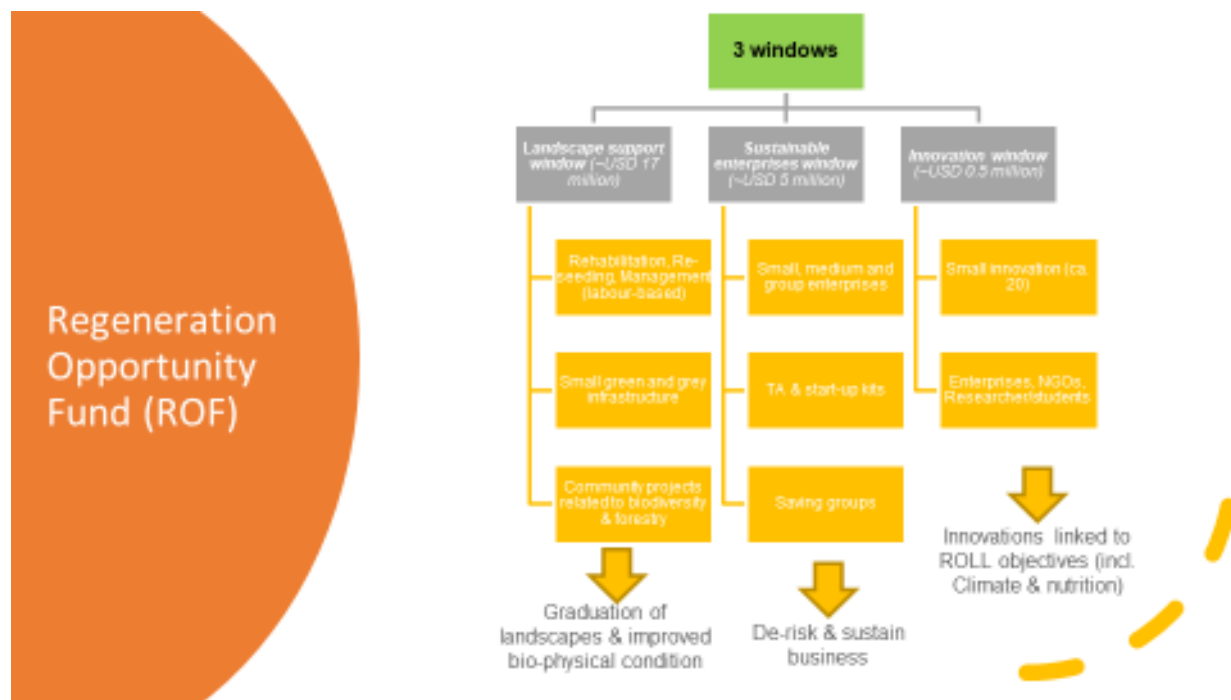 Regeneration
Opportunity
Fund (ROF)
3 windows
Landscape support
window (~USD 17
million)
Rehabilitation, Re-
seeding, Management
(labour-based)
Small green and grey
infrastructure
Community projects
related to biodiversity
& forestry
Graduation of
landscapes & improved
bio-physical condition
Sustainable
enterprises window
(~USD 5 million)
Small, medium and
group enterprises
TA & start-up kits
Saving groups
De-risk & sustain
business
Innovation window
(~USD 0.5 million)
Small innovation (ca.
20)
Enterprises, NGOs,
Researcher/students
Innovations linked to
ROLL objectives (incl.
Climate & nutrition)